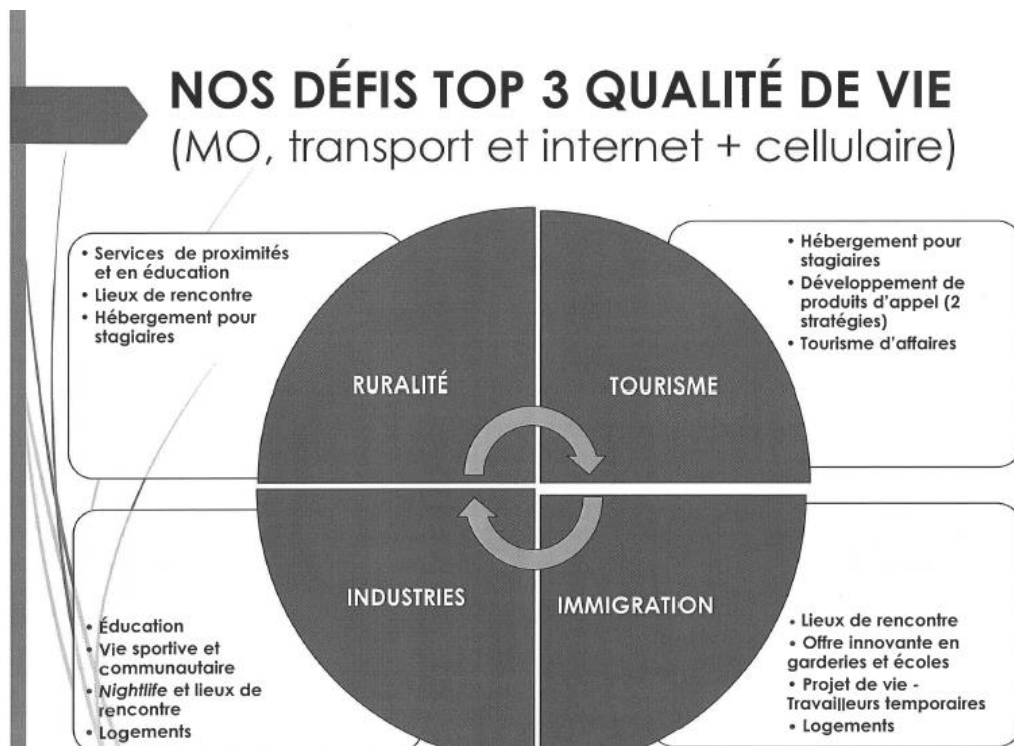 NOS DÉFIS TOP 3 QUALITÉ DE VIE
(MO, transport et internet + cellulaire)
• Services de proximités
et en éducation
• Lieux de rencontre
• Hébergement pour
stagiaires
RURALITÉ
• Hébergement pour
stagiaires
• Développement de
produits d'appel (2
stratégies)
• Tourisme d'affaires
TOURISME
INDUSTRIES
• Éducation
• Vie sportive et
communautaire
• Nightlife et lieux de
rencontre
• Logements
IMMIGRATION
• Lieux de rencontre
• Offre innovante en
garderies et écoles
• Projet de vie -
Travailleurs temporaires
• Logements